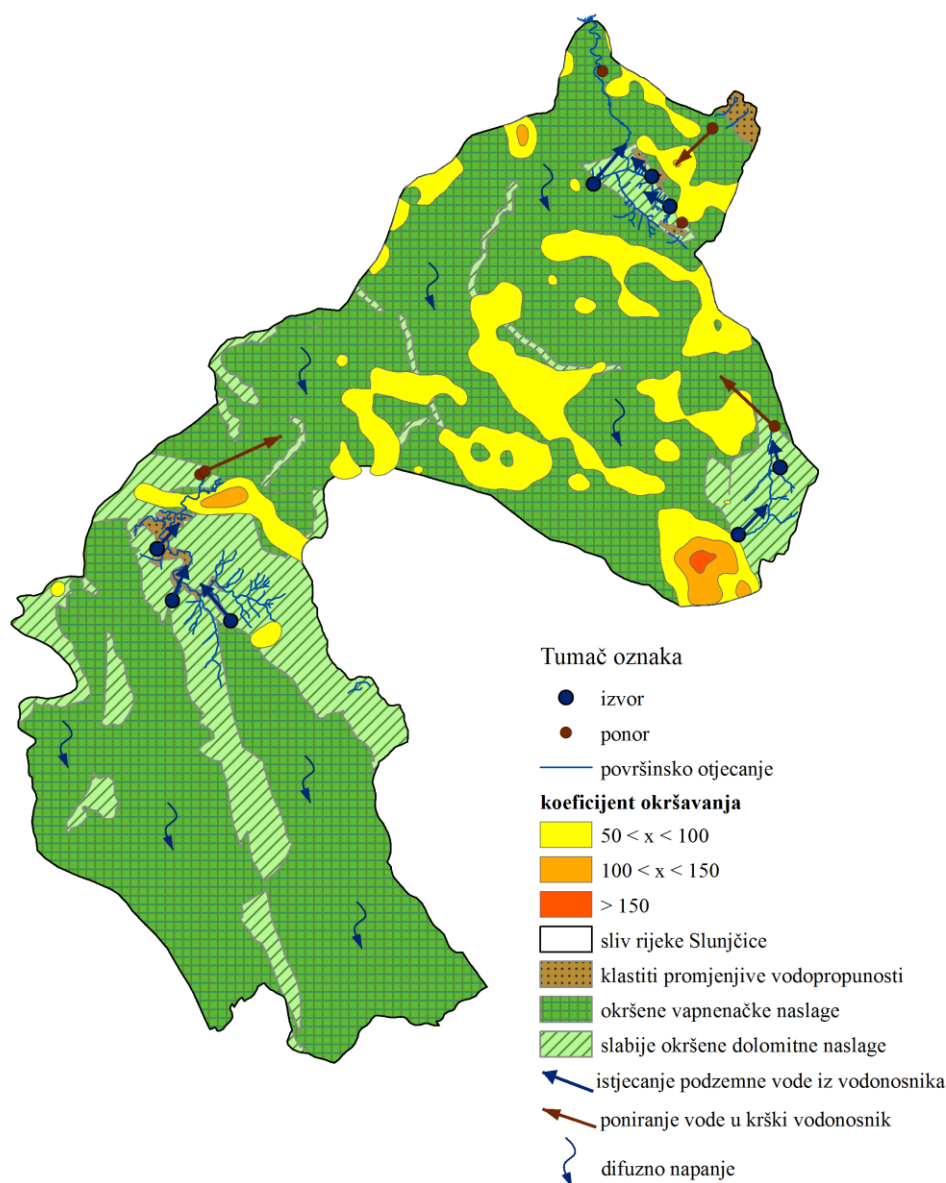 Tumač oznaka
izvor
ponor
površinsko otjecanje
koeficijent okršavanja
50 < x < 100
100 < x < 150
> 150
sliv rijeke Slunjčice
klastiti promjenjive vodopropunosti
okršene vapnenačke naslage
slabije okršene dolomitne naslage
istjecanje podzemne vode iz vodonosnika
poniranje vode u krški vodonosnik
difuzno napanje